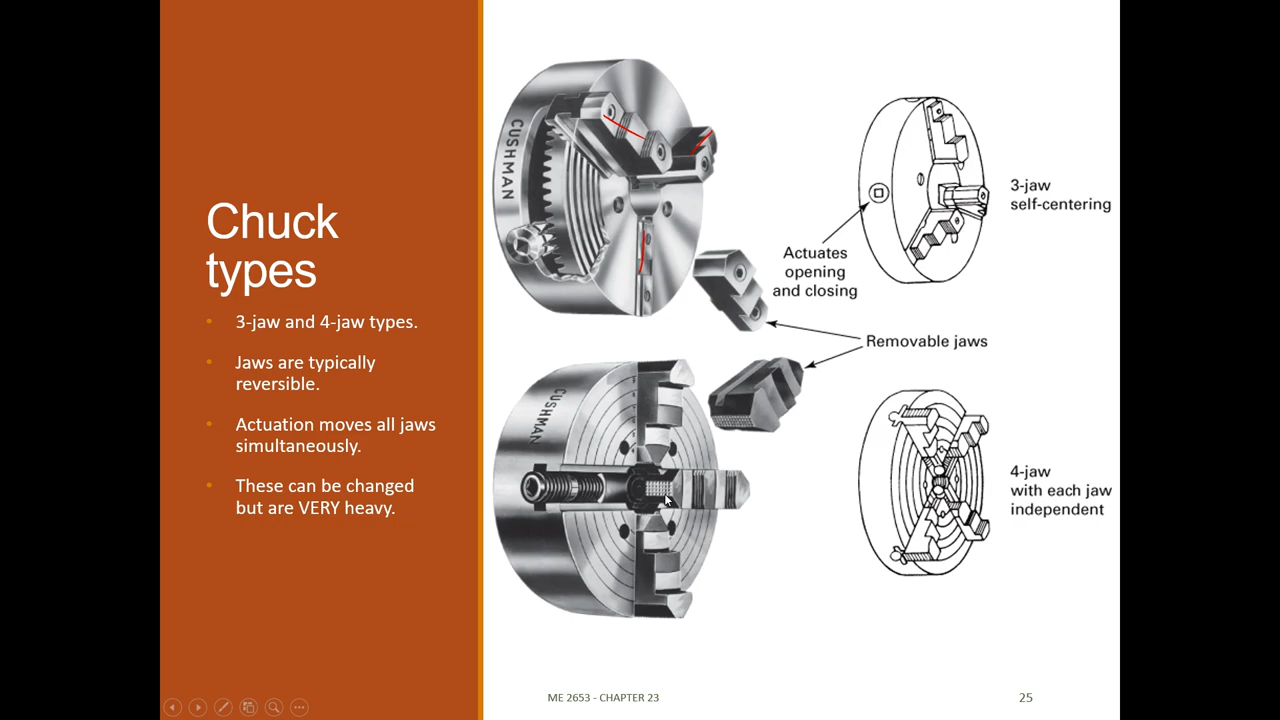 Chuck
types
• 3-jaw and 4-jaw types.
• Jaws are typically
reversible.
• Actuation moves all jaws
simultaneously.
• These can be changed
but are VERY heavy.
CUSHMAN
3-jaw
self-centering
Actuates
opening
and closing
Removable jaws
CUSHMAN
4-jaw
with each jaw
independent
ME 2653 - CHAPTER 23
25